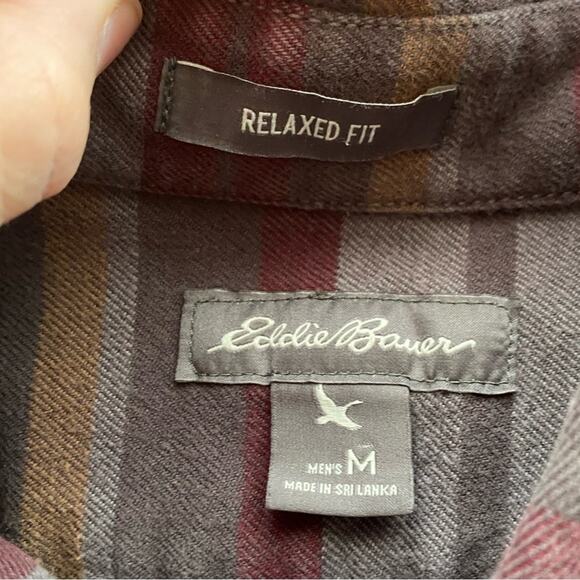 RELAXED FIT
Eddie Bauer
MEN'S M
MADE IN SRI LANKA